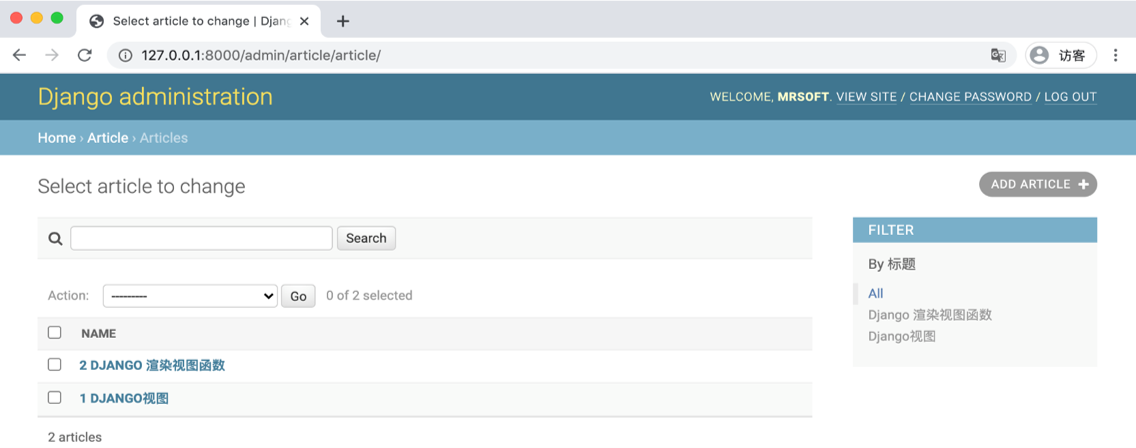 Select article to change | Djang
127.0.0.1:8000/admin/article/article/
访客
Django administration
WELCOME, MRSOFT. VIEW SITE / CHANGE PASSWORD / LOG OUT
Home › Article › Articles
Select article to change
ADD ARTICLE +
Search
FILTER
By 标题
All
Django 渲染视图函数
Django视图
Action: --------- Go 0 of 2 selected
NAME
2 DJANGO 渲染视图函数
1 DJANGO视图
2 articles